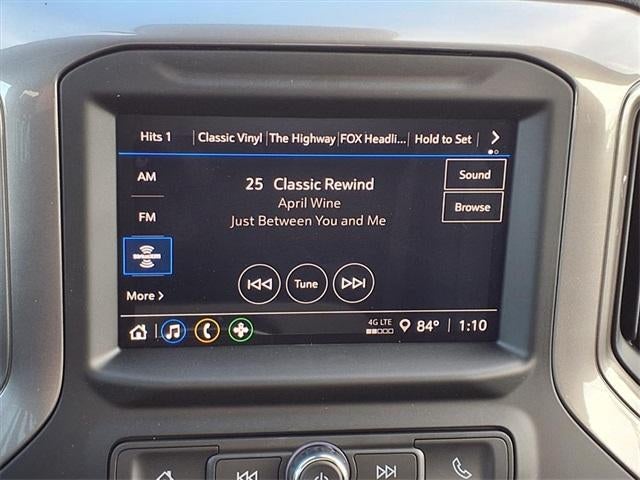 Hits 1 Classic Vinyl The Highway FOX Headli... Hold to Set
AM
25 Classic Rewind
Sound
April Wine
FM
Just Between You and Me
Browse
SiriusXM
Tune
More
4G LTE 84° 1:10